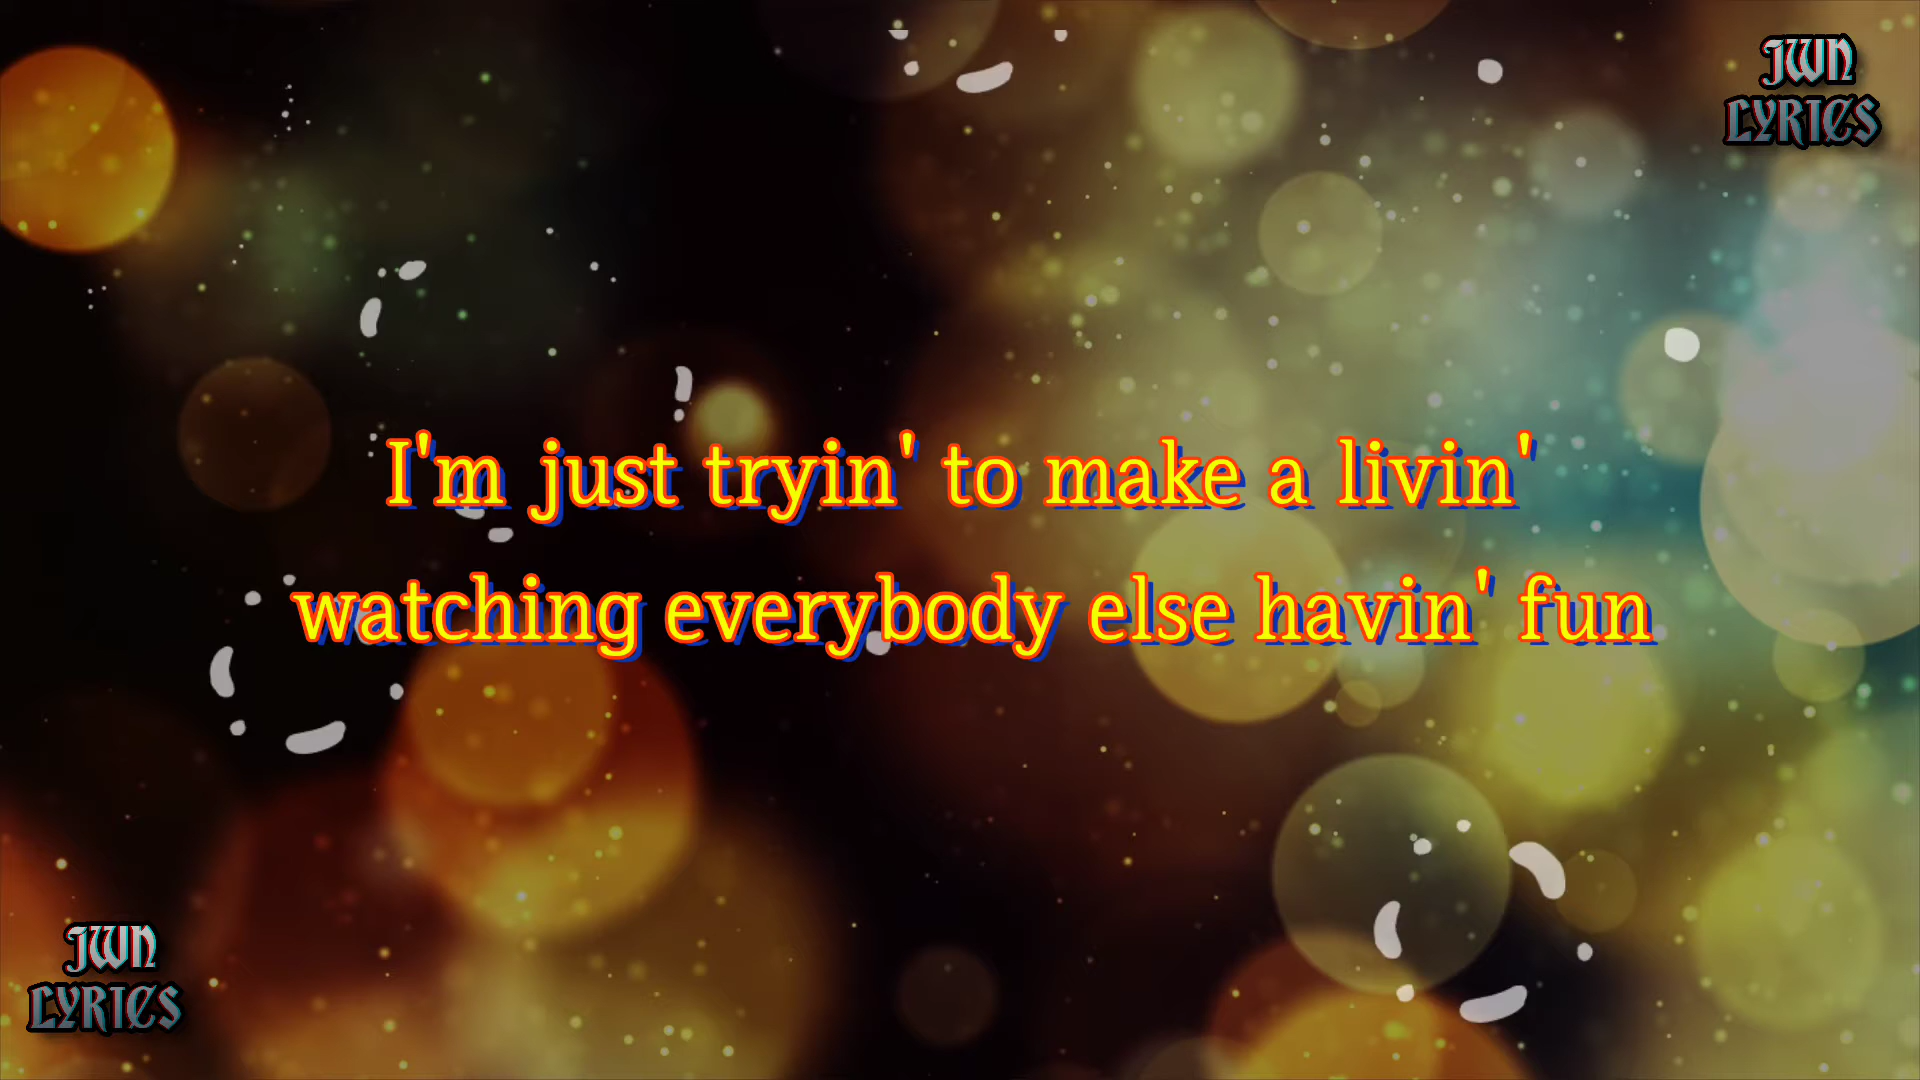 JWN
LYRICS
I'm just tryin' to make a livin'
watching everybody else havin' fun
JWN
LYRICS